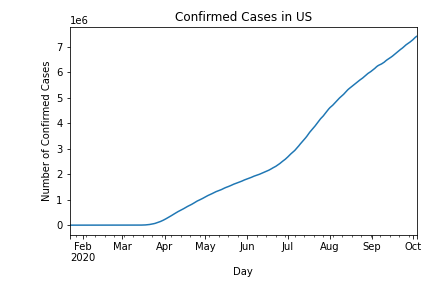 Confirmed Cases in US
1e6
Number of Confirmed Cases
7
6
5
4
3
2
1
0
Feb Mar Apr May Jun Jul Aug Sep Oct
2020
Day